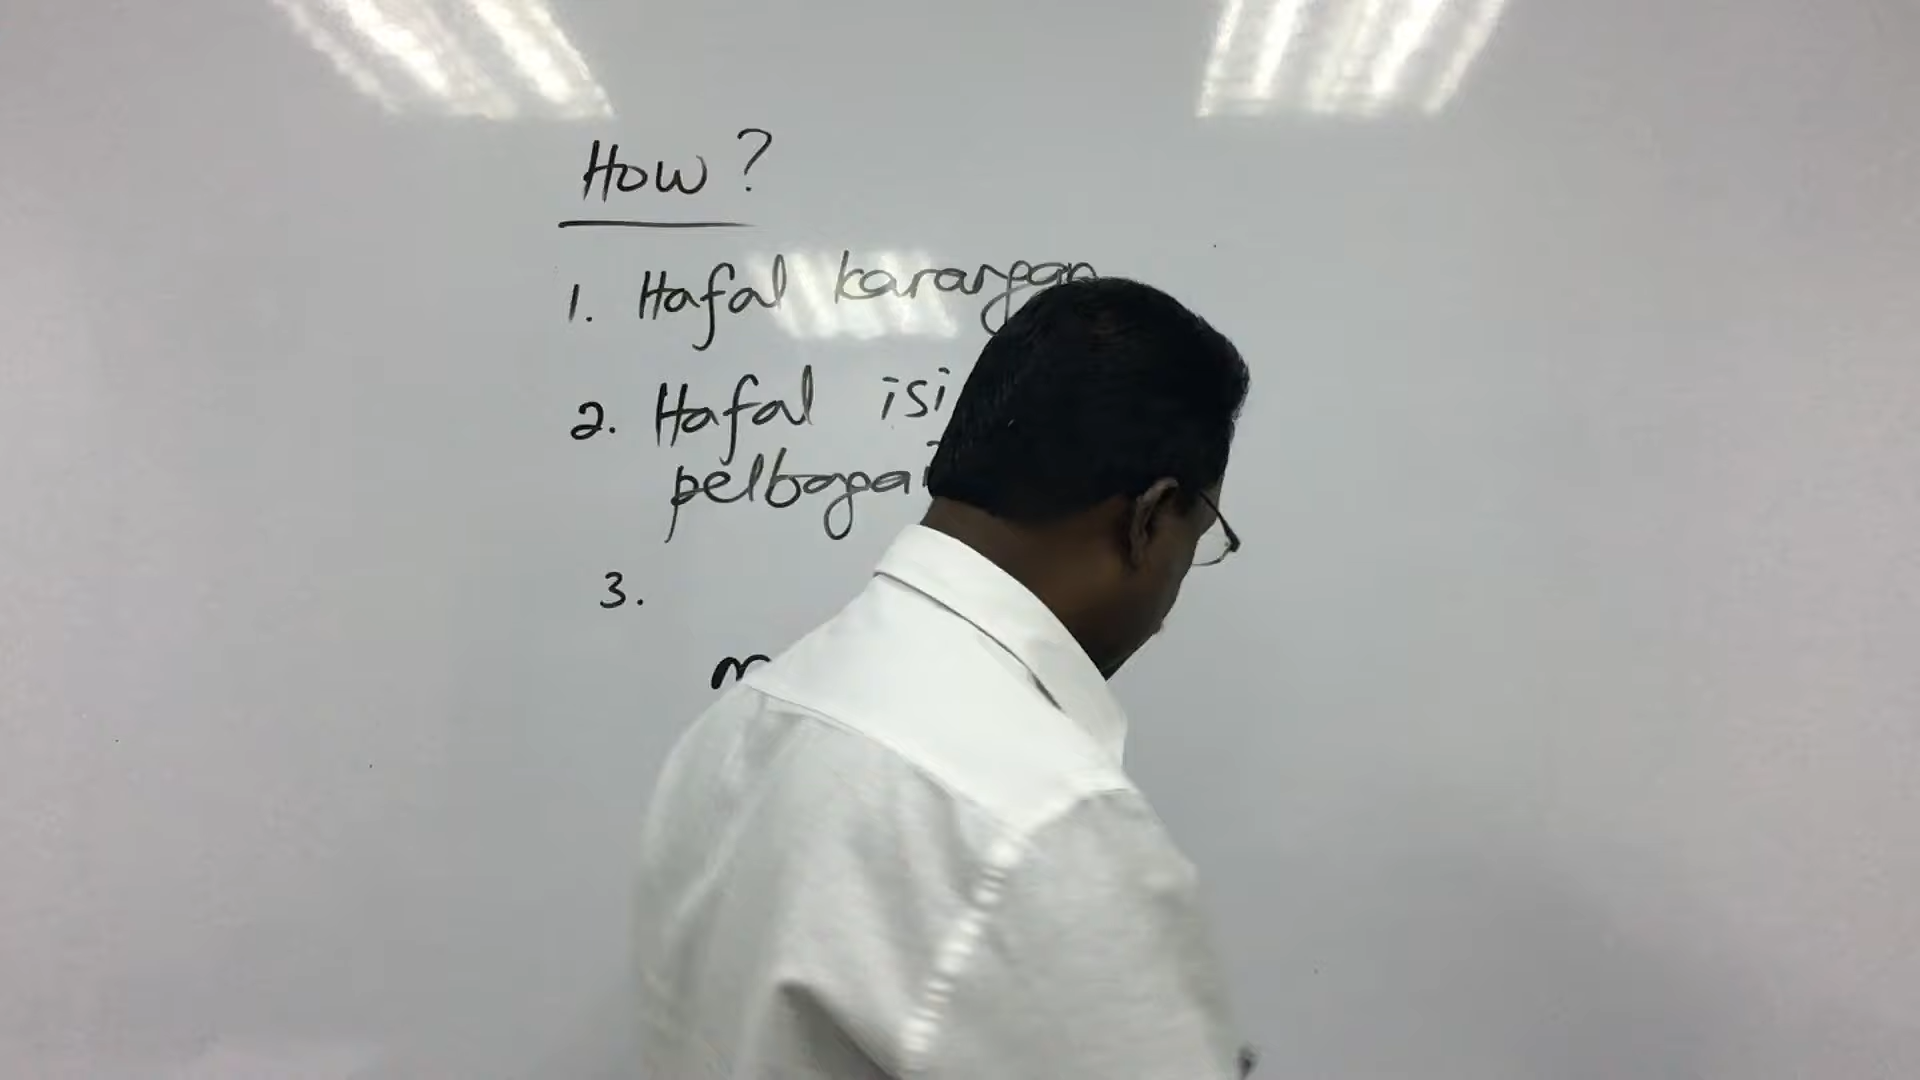 How?
1. Hafal karangan
2. Hafal isi
pelbagai
3.